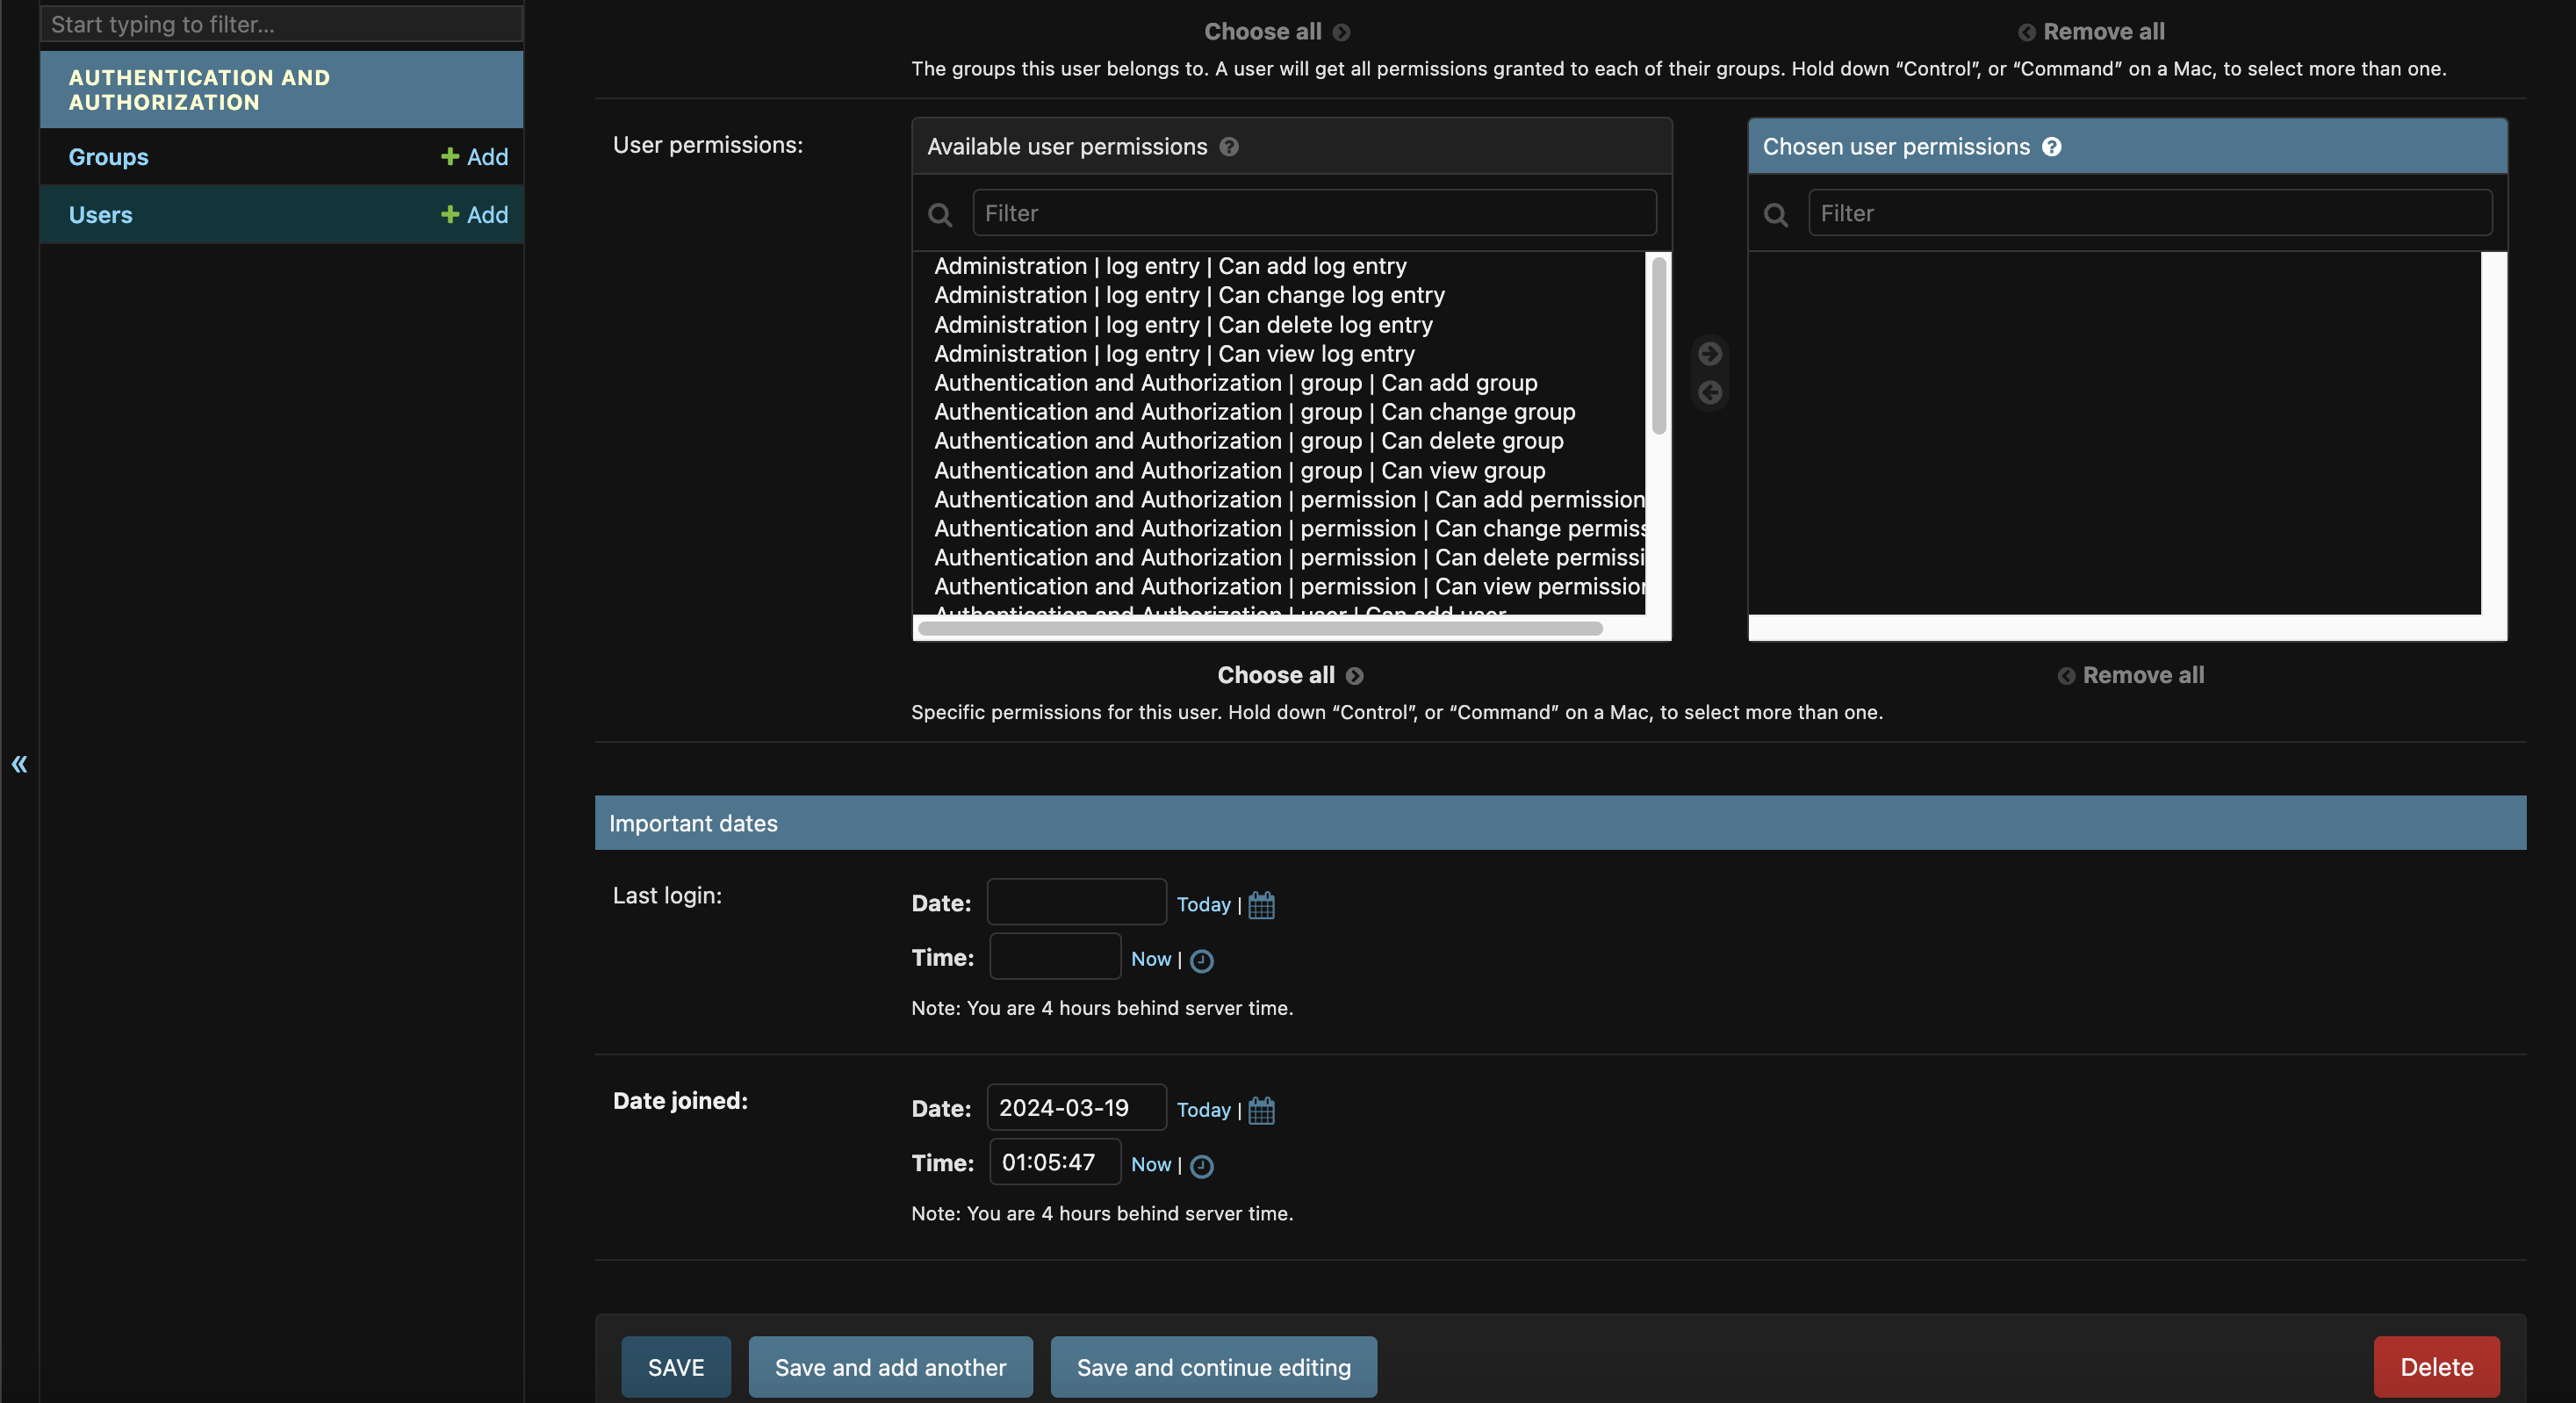 Start typing to filter...
AUTHENTICATION AND
AUTHORIZATION
Groups
Add
Users
Add
«
Choose all
Remove all
The groups this user belongs to. A user will get all permissions granted to each of their groups. Hold down “Control”, or “Command” on a Mac, to select more than one.
User permissions:
Available user permissions ?
Filter
Administration | log entry | Can add log entry
Administration | log entry | Can change log entry
Administration | log entry | Can delete log entry
Administration | log entry | Can view log entry
Authentication and Authorization | group | Can add group
Authentication and Authorization | group | Can change group
Authentication and Authorization | group | Can delete group
Authentication and Authorization | group | Can view group
Authentication and Authorization | permission | Can add permission
Authentication and Authorization | permission | Can change permiss
Authentication and Authorization | permission | Can delete permissi
Authentication and Authorization | permission | Can view permission
Authentication and Authorization | user | Can add user
Chosen user permissions ?
Filter
Choose all
Remove all
Specific permissions for this user. Hold down “Control”, or “Command” on a Mac, to select more than one.
Important dates
Last login:
Date:
Today |
Time:
Now |
Note: You are 4 hours behind server time.
Date joined:
Date: 2024-03-19 Today |
Time: 01:05:47 Now |
Note: You are 4 hours behind server time.
SAVE
Save and add another
Save and continue editing
Delete